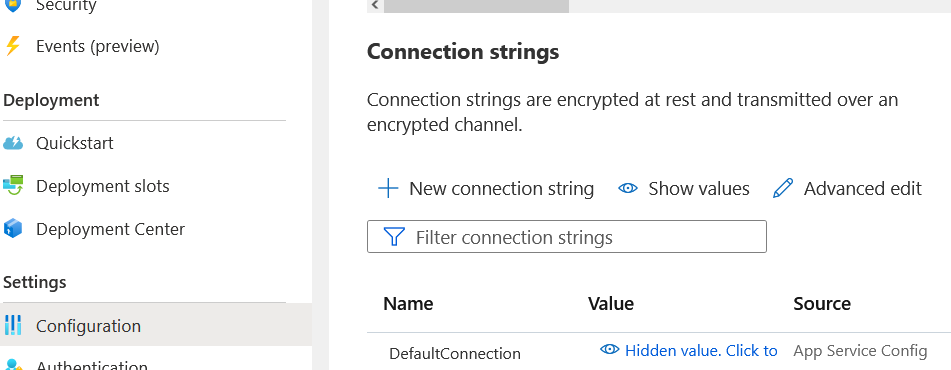 Security
Events (preview)
Deployment
Quickstart
Deployment slots
Deployment Center
Settings
Configuration
Authentication
Connection strings
Connection strings are encrypted at rest and transmitted over an
encrypted channel.
New connection string Show values Advanced edit
Filter connection strings
Name Value Source
DefaultConnection Hidden value. Click to App Service Config